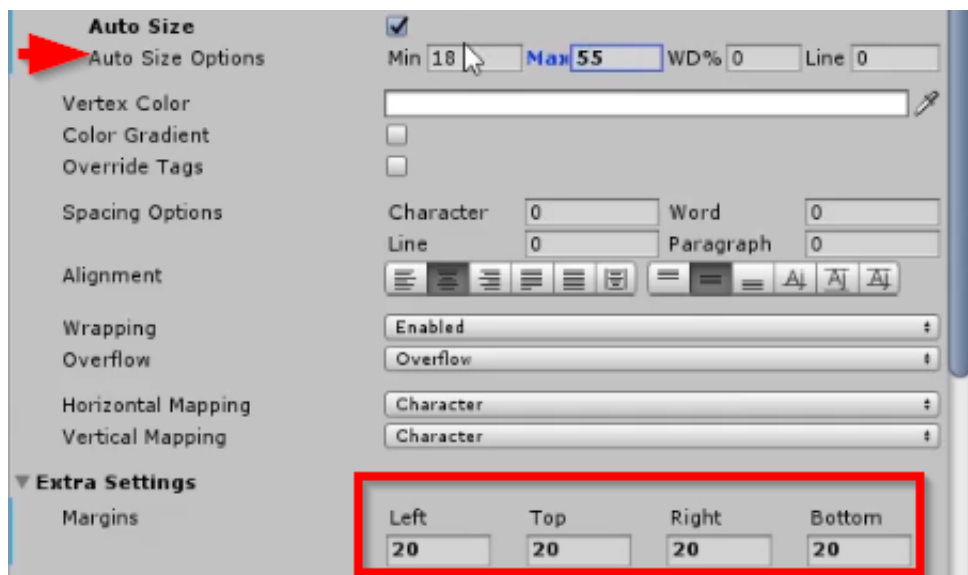 Auto Size
Auto Size Options Min 18 Max 55 WD% 0 Line 0
Vertex Color
Color Gradient
Override Tags
Spacing Options Character 0 Word 0
Line 0 Paragraph 0
Alignment
Wrapping Enabled
Overflow Overflow
Horizontal Mapping Character
Vertical Mapping Character
Extra Settings
Margins Left Top Right Bottom
20 20 20 20